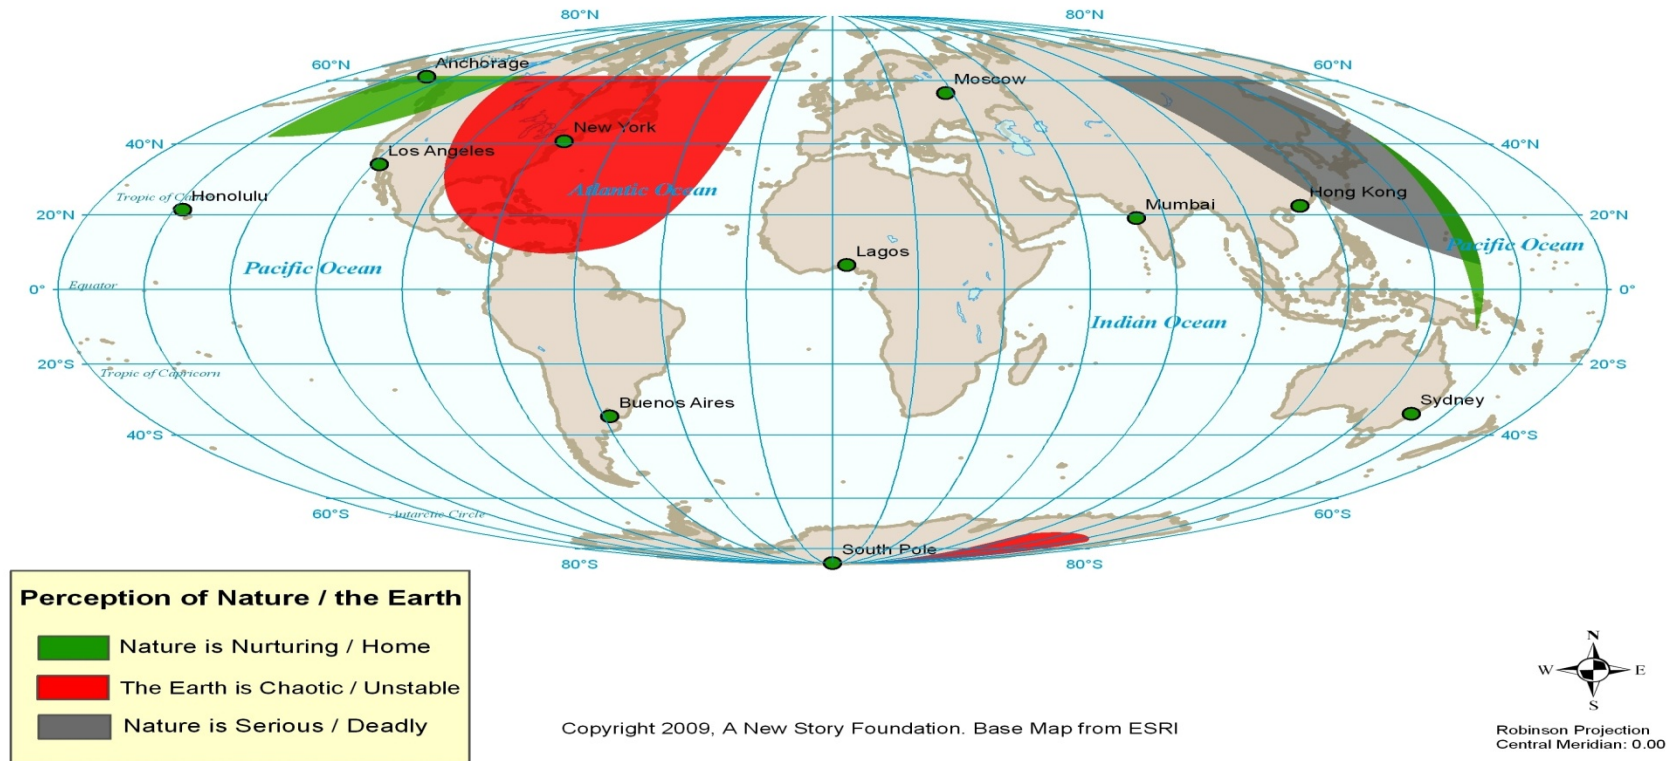 80°N 80°N
60°N Anchorage 60°N
Moscow
New York
40°N Los Angeles 40°N
Atlantic Ocean
Tropic of Honolulu Mumbai Hong Kong
20°N 20°N
Pacific Ocean Lagos Pacific Ocean
Equator
0° 0°
Indian Ocean
20°S 20°S
Tropic of Capricorn
Buenos Aires Sydney
40°S 40°S
60°S Antarctic Circle 60°S
South Pole
80°S 80°S
Perception of Nature / the Earth
Nature is Nurturing / Home
The Earth is Chaotic / Unstable
Nature is Serious / Deadly
Copyright 2009, A New Story Foundation. Base Map from ESRI
N
W E
S
Robinson Projection
Central Meridian: 0.00